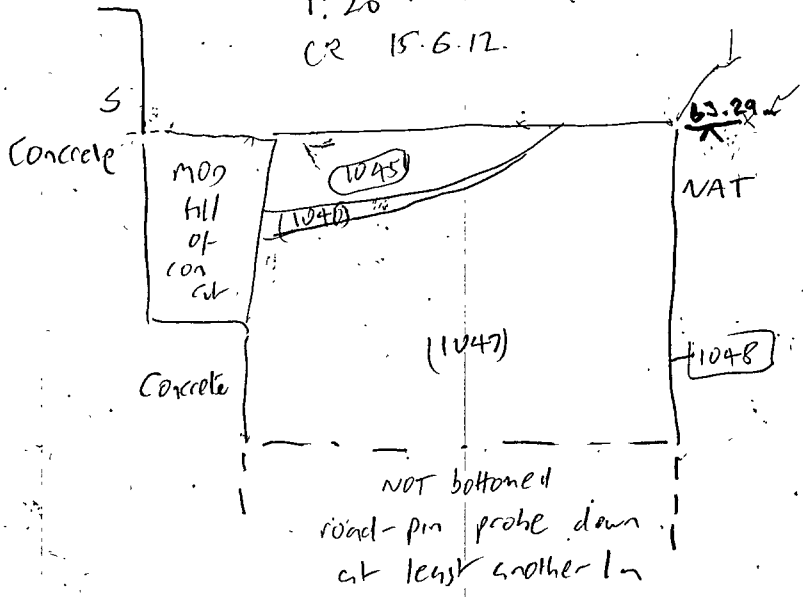 1:20
CR 15.6.12.
S
63.29
Concrete
MOD
fill
of
con
cut
(1045)
(1046)
NAT
(1047)
1048
Concrete
NOT bottomed
road-pin probe down
at least another 1m